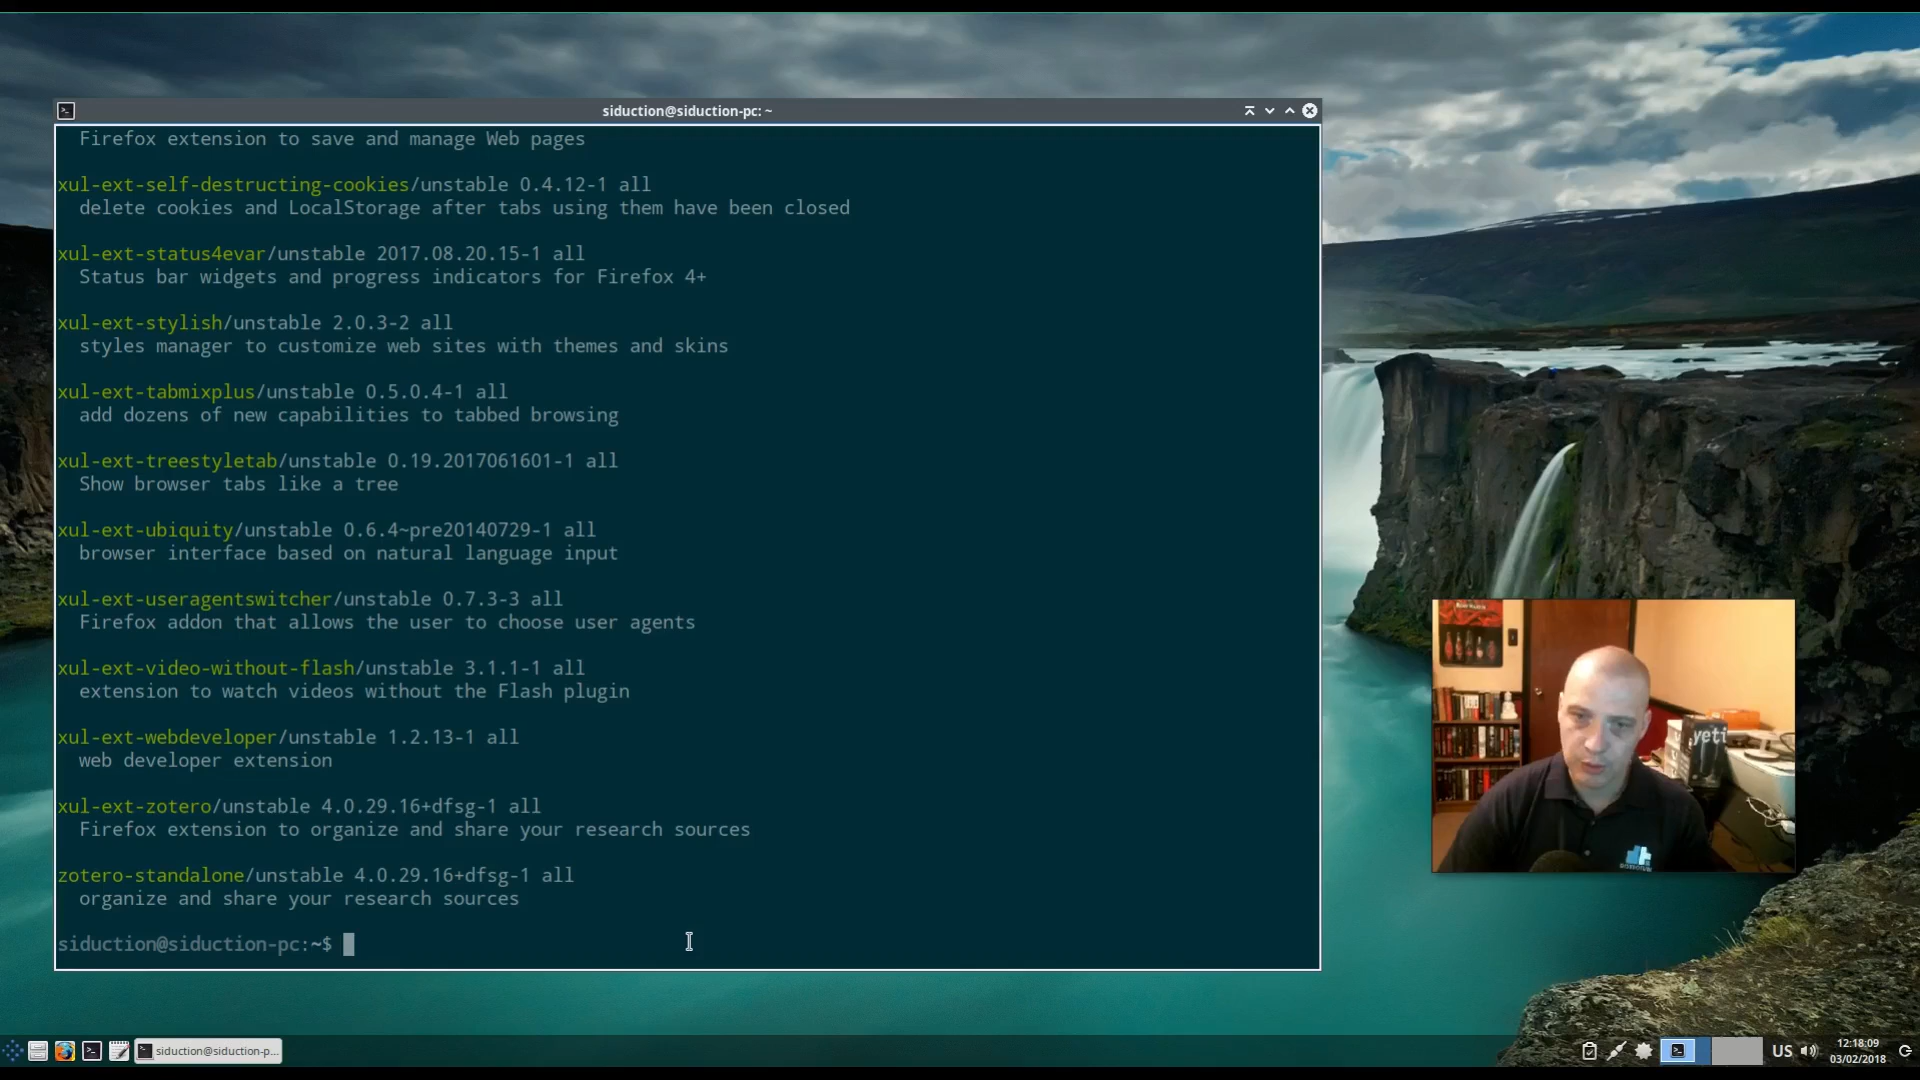 siduction@siduction-pc: ~
Firefox extension to save and manage Web pages
xul-ext-self-destructing-cookies/unstable 0.4.12-1 all
delete cookies and LocalStorage after tabs using them have been closed
xul-ext-status4evar/unstable 2017.08.20.15-1 all
Status bar widgets and progress indicators for Firefox 4+
xul-ext-stylish/unstable 2.0.3-2 all
styles manager to customize web sites with themes and skins
xul-ext-tabmixplus/unstable 0.5.0.4-1 all
add dozens of new capabilities to tabbed browsing
xul-ext-treestyletab/unstable 0.19.2017061601-1 all
Show browser tabs like a tree
xul-ext-ubiquity/unstable 0.6.4~pre20140729-1 all
browser interface based on natural language input
xul-ext-useragentswitcher/unstable 0.7.3-3 all
Firefox addon that allows the user to choose user agents
xul-ext-video-without-flash/unstable 3.1.1-1 all
extension to watch videos without the Flash plugin
xul-ext-webdeveloper/unstable 1.2.13-1 all
web developer extension
xul-ext-zotero/unstable 4.0.29.16+dfsg-1 all
Firefox extension to organize and share your research sources
zotero-standalone/unstable 4.0.29.16+dfsg-1 all
organize and share your research sources
siduction@siduction-pc:~$
yeti
siduction@siduction-p...
US
12:18:09
03/02/2018